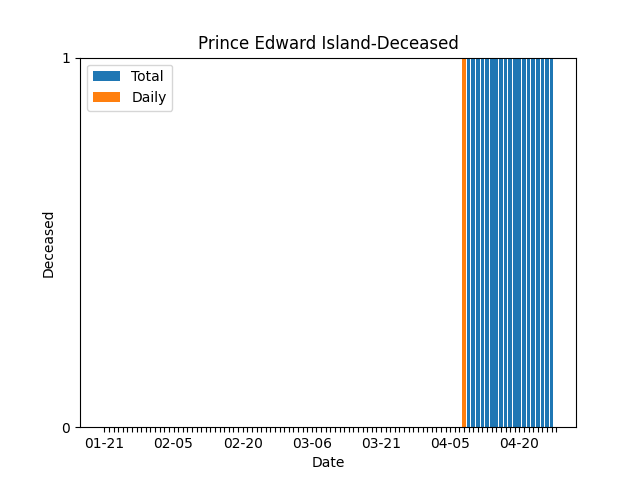 Prince Edward Island-Deceased
1
Total
Daily
Deceased
0
01-21 02-05 02-20 03-06 03-21 04-05 04-20
Date